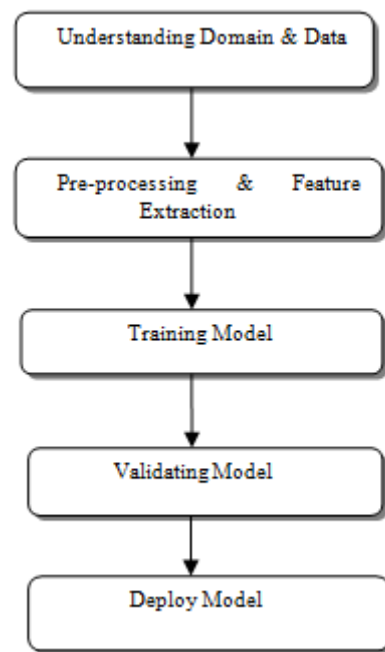 Understanding Domain & Data
Pre-processing & Feature
Extraction
Training Model
Validating Model
Deploy Model